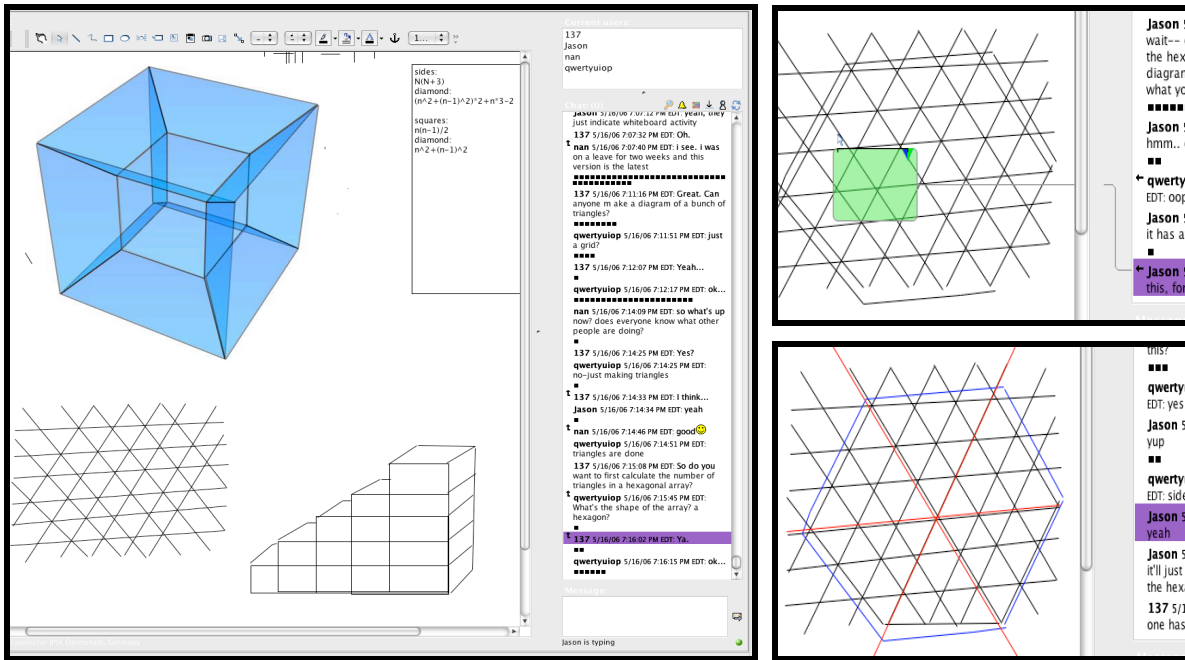 Current users:
137
Jason
nan
qwertyuiop
1...
sides:
N(N+3)
diamond:
(n^2+(n-1)^2)*2+n*3-2
squares:
n(n-1)/2
diamond:
n^2+(n-1)^2
Chat: (0)
Jason 5/16/06 7:07:12 PM EDT: yeah, they
just indicate whiteboard activity
137 5/16/06 7:07:32 PM EDT: Oh.
nan 5/16/06 7:07:40 PM EDT: i see. i was
on a leave for two weeks and this
version is the latest
137 5/16/06 7:11:16 PM EDT: Great. Can
anyone m ake a diagram of a bunch of
triangles?
qwertyuiop 5/16/06 7:11:51 PM EDT: just
a grid?
137 5/16/06 7:12:07 PM EDT: Yeah...
qwertyuiop 5/16/06 7:12:17 PM EDT: ok...
nan 5/16/06 7:14:09 PM EDT: so what's up
now? does everyone know what other
people are doing?
137 5/16/06 7:14:25 PM EDT: Yes?
qwertyuiop 5/16/06 7:14:25 PM EDT:
no-just making triangles
137 5/16/06 7:14:33 PM EDT: I think...
Jason 5/16/06 7:14:34 PM EDT: yeah
nan 5/16/06 7:14:46 PM EDT: good
qwertyuiop 5/16/06 7:14:51 PM EDT:
triangles are done
137 5/16/06 7:15:08 PM EDT: So do you
want to first calculate the number of
triangles in a hexagonal array?
qwertyuiop 5/16/06 7:15:45 PM EDT:
What's the shape of the array? a
hexagon?
137 5/16/06 7:16:02 PM EDT: Ya.
qwertyuiop 5/16/06 7:16:15 PM EDT: ok...
Message:
Jason is typing
Jason 5
wait--
the hex
diagran
what yo
Jason 5
hmm..
qwerty
EDT: oop
Jason 5
it has a
Jason 5
this, for
this?
qwerty
EDT: yes
Jason 5
yup
qwerty
EDT: side
Jason 5
yeah
Jason 5
it'll just
the hex
137 5/1
one has